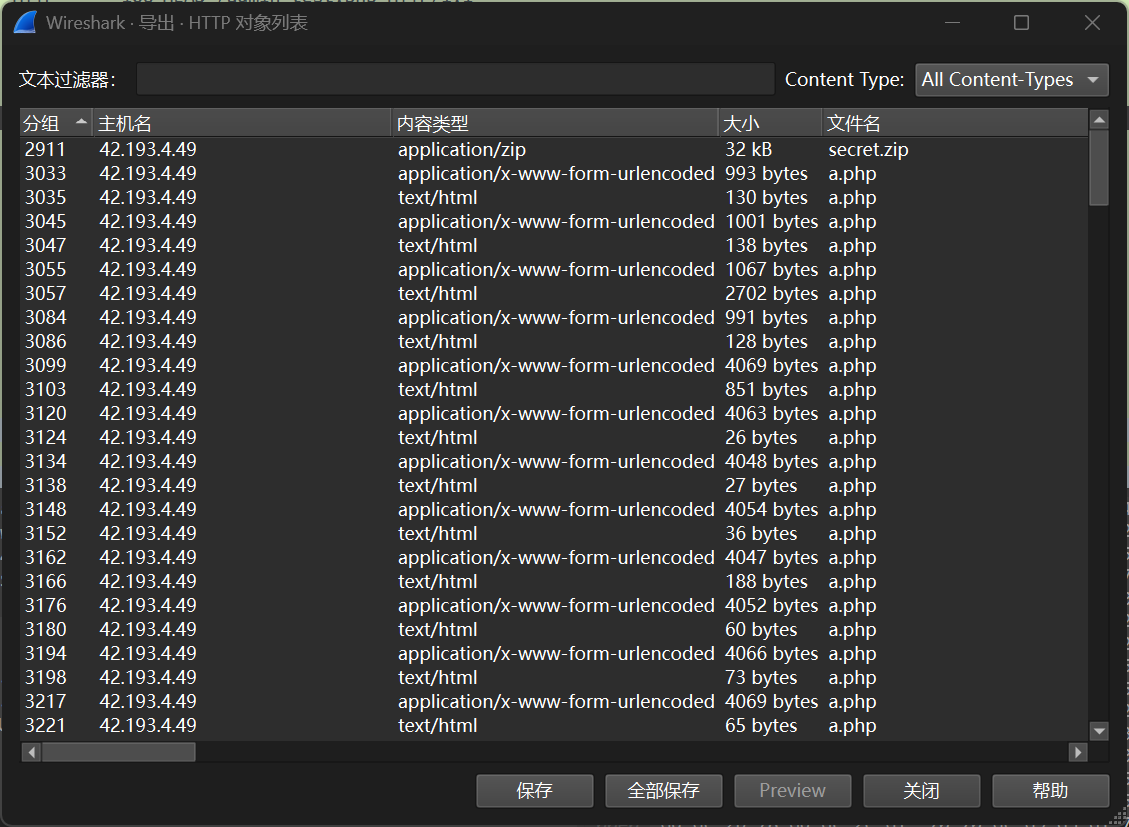 Wireshark · 导出 · HTTP 对象列表
文本过滤器: Content Type: All Content-Types
分组 主机名 内容类型 大小 文件名
2911 42.193.4.49 application/zip 32 kB secret.zip
3033 42.193.4.49 application/x-www-form-urlencoded 993 bytes a.php
3035 42.193.4.49 text/html 130 bytes a.php
3045 42.193.4.49 application/x-www-form-urlencoded 1001 bytes a.php
3047 42.193.4.49 text/html 138 bytes a.php
3055 42.193.4.49 application/x-www-form-urlencoded 1067 bytes a.php
3057 42.193.4.49 text/html 2702 bytes a.php
3084 42.193.4.49 application/x-www-form-urlencoded 991 bytes a.php
3086 42.193.4.49 text/html 128 bytes a.php
3099 42.193.4.49 application/x-www-form-urlencoded 4069 bytes a.php
3103 42.193.4.49 text/html 851 bytes a.php
3120 42.193.4.49 application/x-www-form-urlencoded 4063 bytes a.php
3124 42.193.4.49 text/html 26 bytes a.php
3134 42.193.4.49 application/x-www-form-urlencoded 4048 bytes a.php
3138 42.193.4.49 text/html 27 bytes a.php
3148 42.193.4.49 application/x-www-form-urlencoded 4054 bytes a.php
3152 42.193.4.49 text/html 36 bytes a.php
3162 42.193.4.49 application/x-www-form-urlencoded 4047 bytes a.php
3166 42.193.4.49 text/html 188 bytes a.php
3176 42.193.4.49 application/x-www-form-urlencoded 4052 bytes a.php
3180 42.193.4.49 text/html 60 bytes a.php
3194 42.193.4.49 application/x-www-form-urlencoded 4066 bytes a.php
3198 42.193.4.49 text/html 73 bytes a.php
3217 42.193.4.49 application/x-www-form-urlencoded 4069 bytes a.php
3221 42.193.4.49 text/html 65 bytes a.php
保存 全部保存 Preview 关闭 帮助